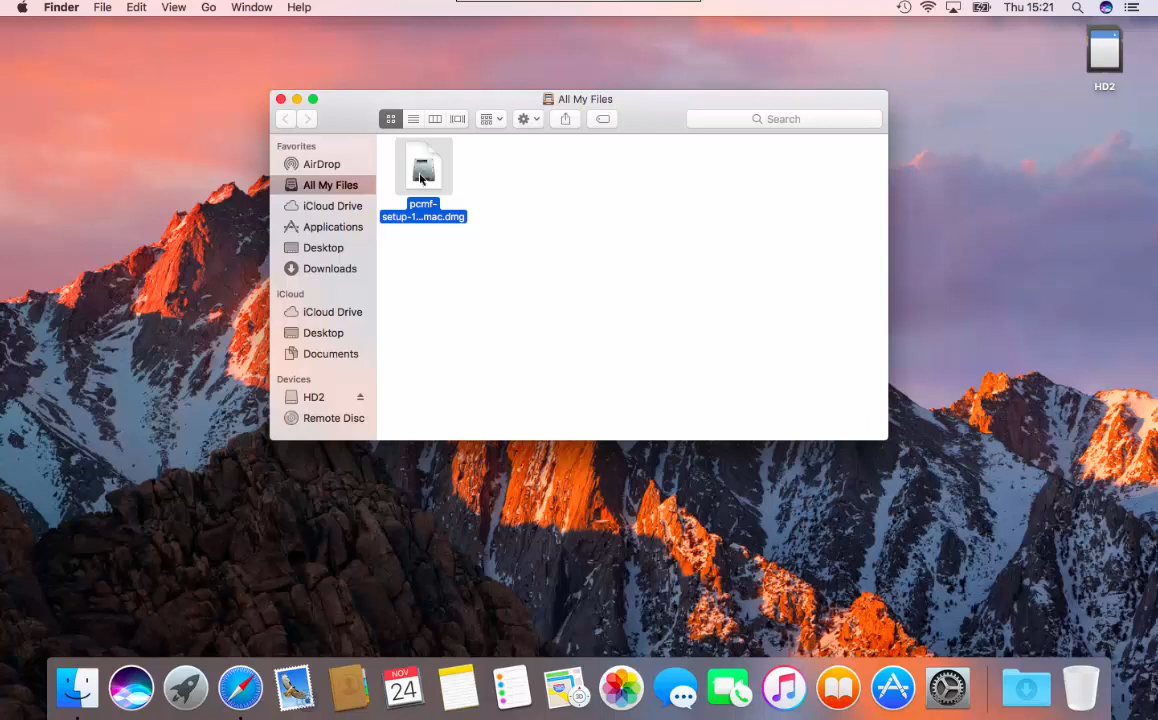 Finder File Edit View Go Window Help Thu 15:21
HD2
All My Files
Search
Favorites
AirDrop
All My Files
iCloud Drive
Applications
Desktop
Downloads
iCloud
iCloud Drive
Desktop
Documents
Devices
HD2
Remote Disc
pcmf-
setup-1...mac.dmg
NOV
24
3D